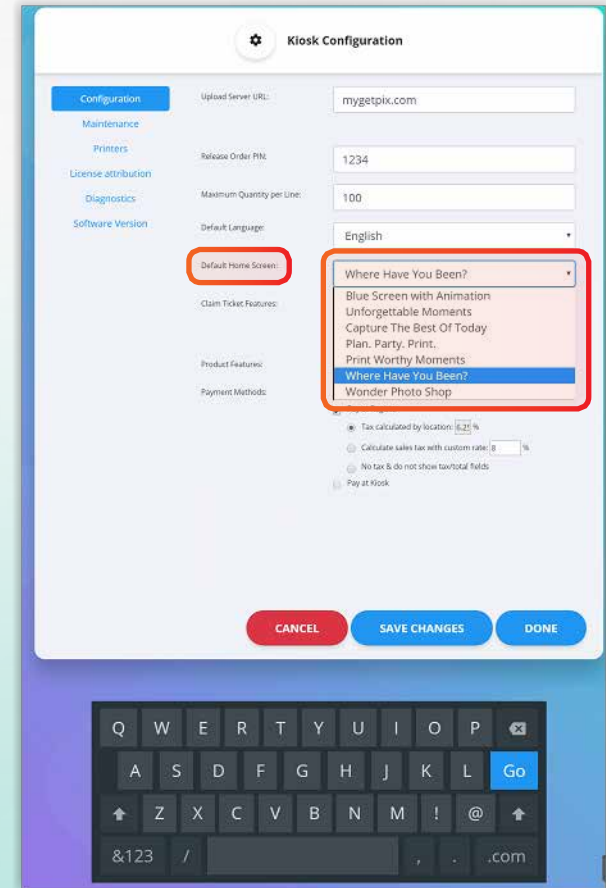 Kiosk Configuration
Configuration
Maintenance
Printers
License attribution
Diagnostics
Software Version
Upload Server URL:
mygetpix.com
Release Order PIN:
1234
Maximum Quantity per Line:
100
Default Language:
English
Default Home Screen:
Where Have You Been?
Blue Screen with Animation
Unforgettable Moments
Capture The Best Of Today
Plan. Party. Print.
Print Worthy Moments
Where Have You Been?
Wonder Photo Shop
Claim Ticket Features:
Product Features:
Payment Methods:
Tax calculated by location: 6.25 %
Calculate sales tax with custom rate: 8 %
No tax & do not show tax/total fields
Pay at Kiosk
CANCEL
SAVE CHANGES
DONE
Q W E R T Y U I O P
A S D F G H J K L Go
Z X C V B N M ! @
&123 / , . .com